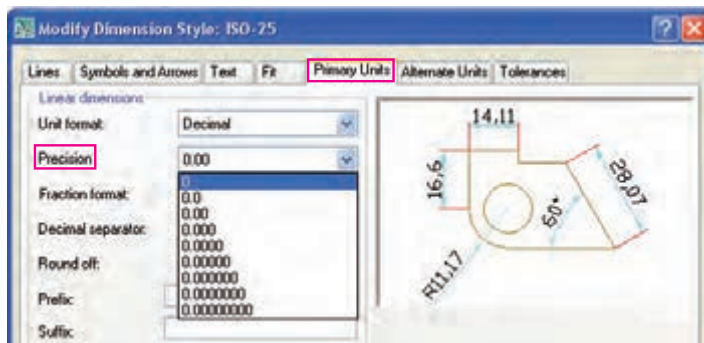 Modify Dimension Style: ISO-25
Lines Symbols and Arrows Text Fit Primary Units Alternate Units Tolerances
Linear dimensions
Unit format: Decimal
Precision 0.00
0
0.0
0.00
0.000
0.0000
0.00000
0.000000
0.0000000
0.00000000
Fraction format:
Decimal separator:
Round off:
Prefix:
Suffix:
14,11
16,6
28,07
60°
R11,17